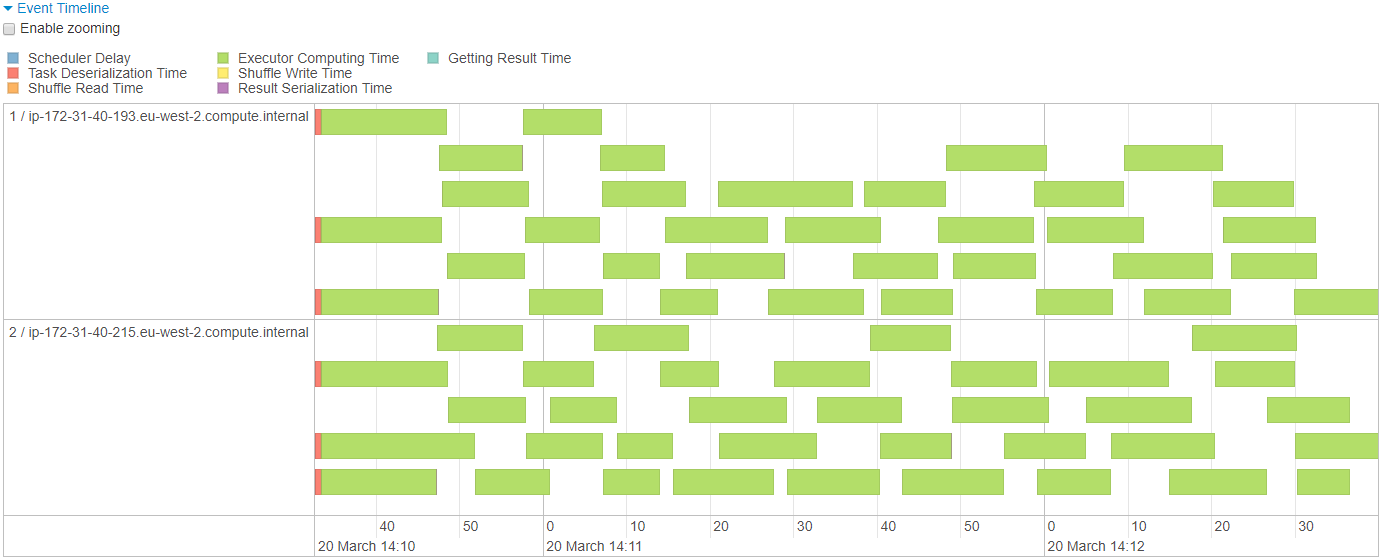 Event Timeline
Enable zooming
Scheduler Delay Executor Computing Time Getting Result Time
Task Deserialization Time Shuffle Write Time
Shuffle Read Time Result Serialization Time
1 / ip-172-31-40-193.eu-west-2.compute.internal
2 / ip-172-31-40-215.eu-west-2.compute.internal
40 50 0 10 20 30 40 50 0 10 20 30
20 March 14:10 20 March 14:11 20 March 14:12